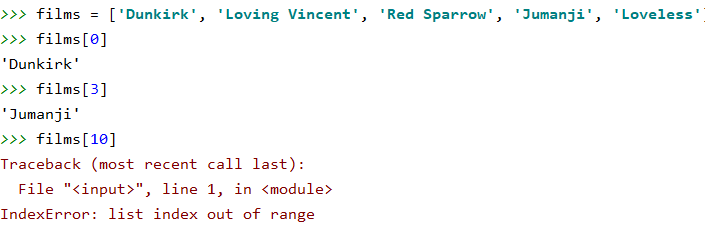 >>> films = ['Dunkirk', 'Loving Vincent', 'Red Sparrow', 'Jumanji', 'Loveless']
>>> films[0]
'Dunkirk'
>>> films[3]
'Jumanji'
>>> films[10]
Traceback (most recent call last):
  File "<input>", line 1, in <module>
IndexError: list index out of range